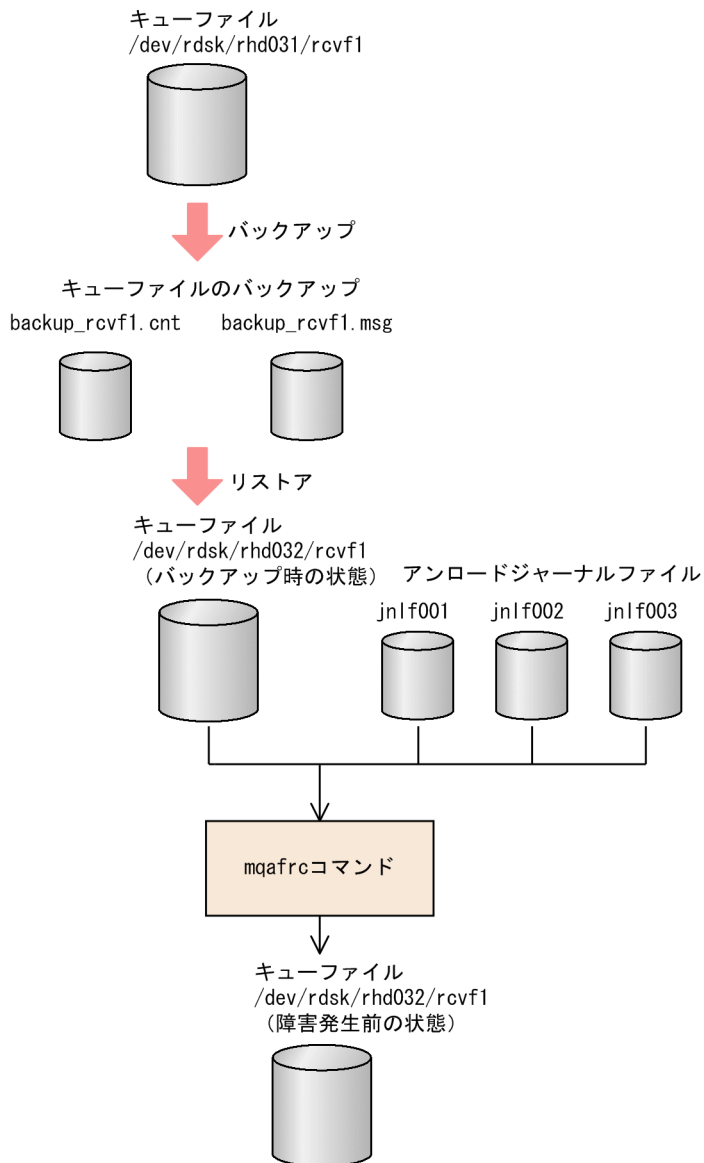 キューファイル
/dev/rdsk/rhd031/rcvf1
バックアップ
キューファイルのバックアップ
backup_rcvf1.cnt
backup_rcvf1.msg
リストア
キューファイル
/dev/rdsk/rhd032/rcvf1
(バックアップ時の状態)
アンロードジャーナルファイル
jnlf001
jnlf002
jnlf003
mqafrcコマンド
キューファイル
/dev/rdsk/rhd032/rcvf1
(障害発生前の状態)